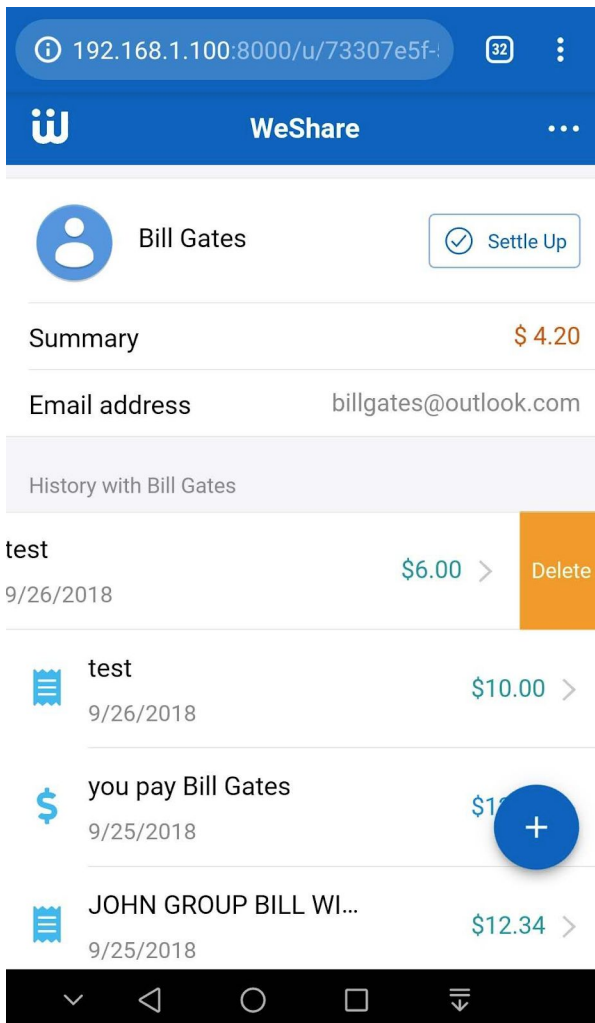 192.168.1.100:8000/u/73307e5f-
32
WeShare
Bill Gates
Settle Up
Summary
$ 4.20
Email address
billgates@outlook.com
History with Bill Gates
test
$6.00
Delete
9/26/2018
test
$10.00
9/26/2018
you pay Bill Gates
9/25/2018
JOHN GROUP BILL WI...
$12.34
9/25/2018